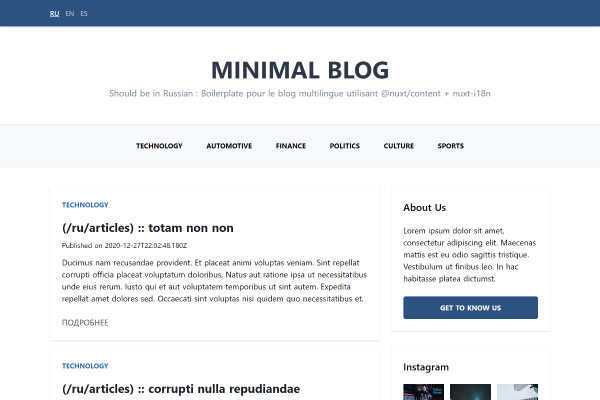 RU EN ES
MINIMAL BLOG
Should be in Russian : Boilerplate pour le blog multilingue utilisant @nuxt/content + nuxt-i18n
TECHNOLOGY AUTOMOTIVE FINANCE POLITICS CULTURE SPORTS
TECHNOLOGY
(/ru/articles) :: totam non non
Published on 2020-12-27T22:02:48.180Z
Ducimus nam recusandae provident. Et placeat animi voluptas veniam. Sint repellat
corrupti officia placeat voluptatum doloribus. Natus aut ratione ipsa ut necessitatibus
unde eius rerum. Iusto qui et aut voluptatem temporibus ut sint autem. Expedita
repellat amet dolores sed. Occaecati sint voluptas nisi quidem quo necessitatibus et.
ПОДРОБНЕЕ
TECHNOLOGY
(/ru/articles) :: corrupti nulla repudiandae
About Us
Lorem ipsum dolor sit amet,
consectetur adipiscing elit. Maecenas
mattis est eu odio sagittis tristique.
Vestibulum ut finibus leo. In hac
habitasse platea dictumst.
GET TO KNOW US
Instagram